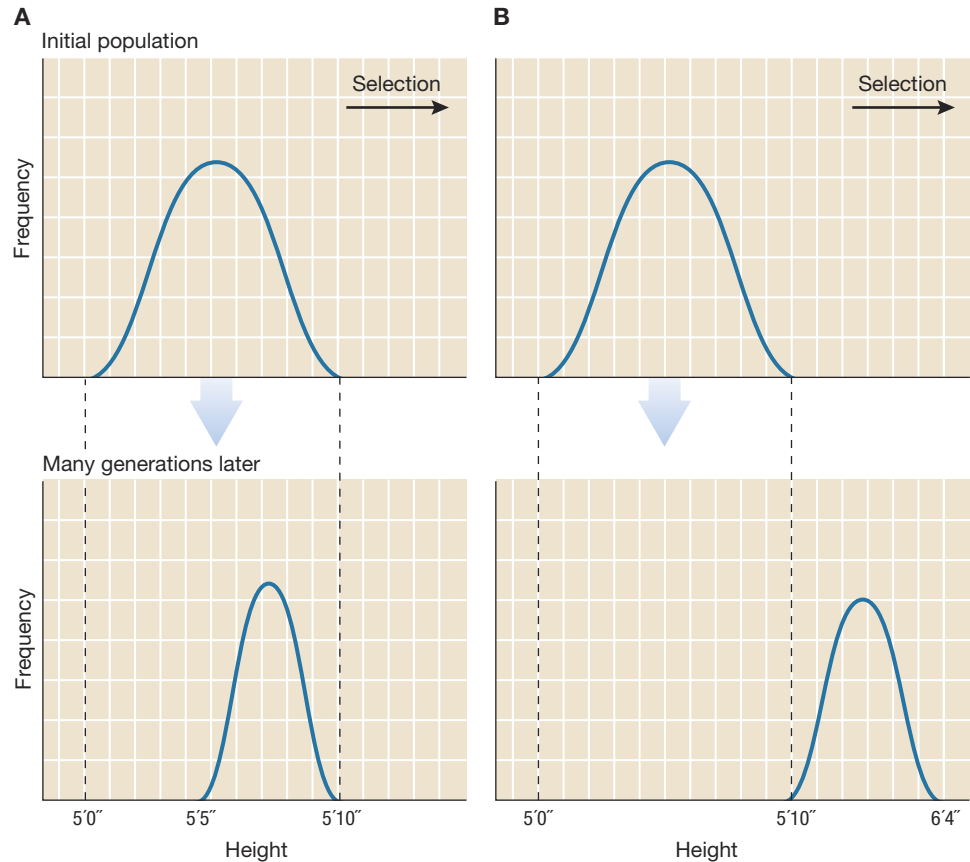 A
B
Initial population
Selection
Selection
Frequency
Many generations later
Frequency
5′0″
5′5″
5′10″
5′0″
5′10″
6′4″
Height
Height